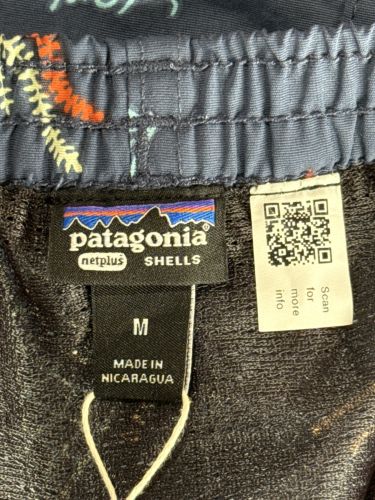 patagonia
netplus SHELLS
M
MADE IN
NICARAGUA
Scan
for
more
info